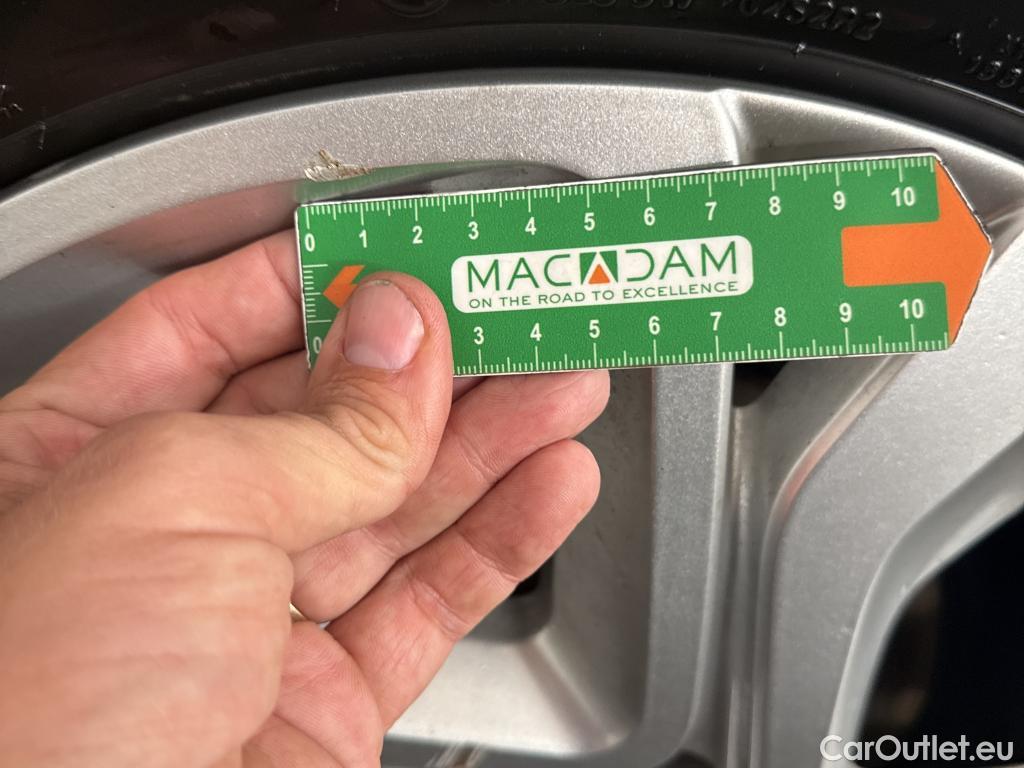 0 1 2 3 4 5 6 7 8 9 10
MACADAM
ON THE ROAD TO EXCELLENCE
0 3 4 5 6 7 8 9 10
CarOutlet.eu